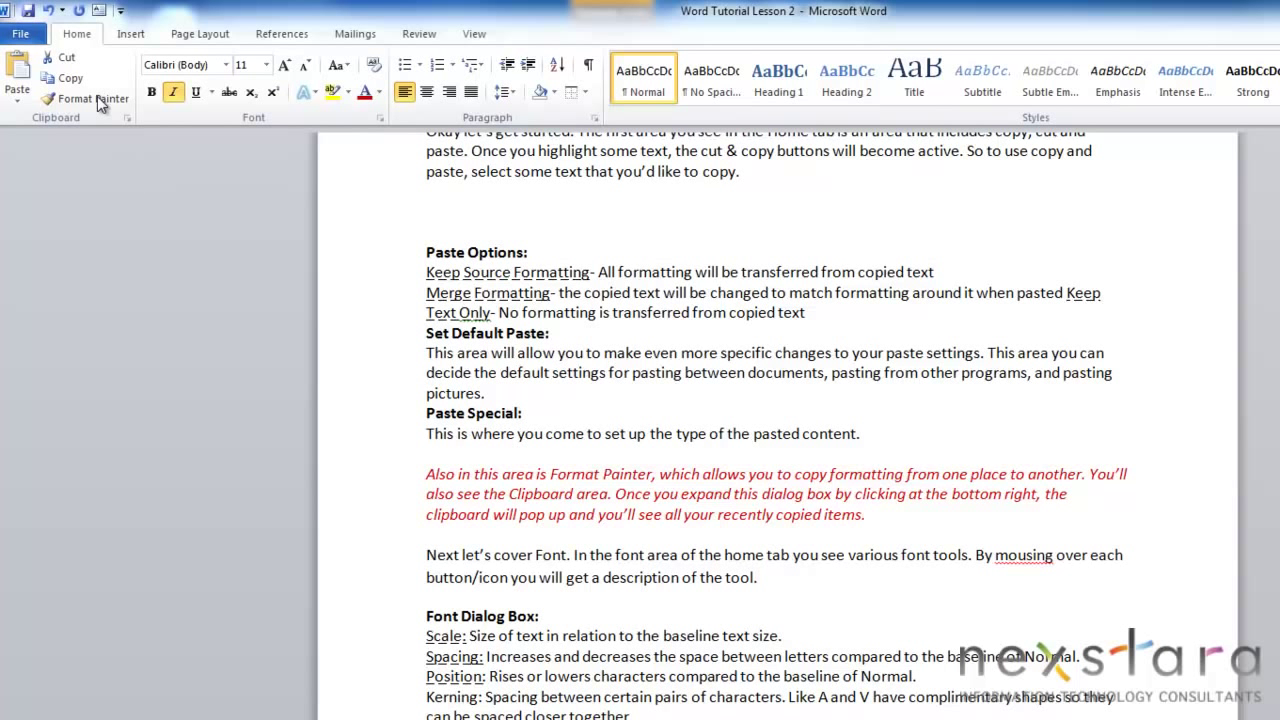 Word Tutorial Lesson 2 - Microsoft Word
File Home Insert Page Layout References Mailings Review View
Paste
Cut
Copy
Format Painter
Clipboard
Calibri (Body) 11
Font
Paragraph
AaBbCcDc AaBbCcDc AaBbC AaBbCc AaB AaBbCc. AaBbCcDc AaBbCcDc AaBbCcDc AaBbCcDc
¶ Normal ¶ No Spaci... Heading 1 Heading 2 Title Subtitle Subtle Em... Emphasis Intense E... Strong
Styles
Okay let's get started. The first area you see in the Home tab is an area that includes copy, cut and
paste. Once you highlight some text, the cut & copy buttons will become active. So to use copy and
paste, select some text that you'd like to copy.
Paste Options:
Keep Source Formatting- All formatting will be transferred from copied text
Merge Formatting- the copied text will be changed to match formatting around it when pasted Keep
Text Only- No formatting is transferred from copied text
Set Default Paste:
This area will allow you to make even more specific changes to your paste settings. This area you can
decide the default settings for pasting between documents, pasting from other programs, and pasting
pictures.
Paste Special:
This is where you come to set up the type of the pasted content.
Also in this area is Format Painter, which allows you to copy formatting from one place to another. You'll
also see the Clipboard area. Once you expand this dialog box by clicking at the bottom right, the
clipboard will pop up and you'll see all your recently copied items.
Next let's cover Font. In the font area of the home tab you see various font tools. By mousing over each
button/icon you will get a description of the tool.
Font Dialog Box:
Scale: Size of text in relation to the baseline text size.
Spacing: Increases and decreases the space between letters compared to the baseline of Normal.
Position: Rises or lowers characters compared to the baseline of Normal.
Kerning: Spacing between certain pairs of characters. Like A and V have complimentary shapes so they
can be spaced closer together
nexstara
INFORMATION TECHNOLOGY CONSULTANTS